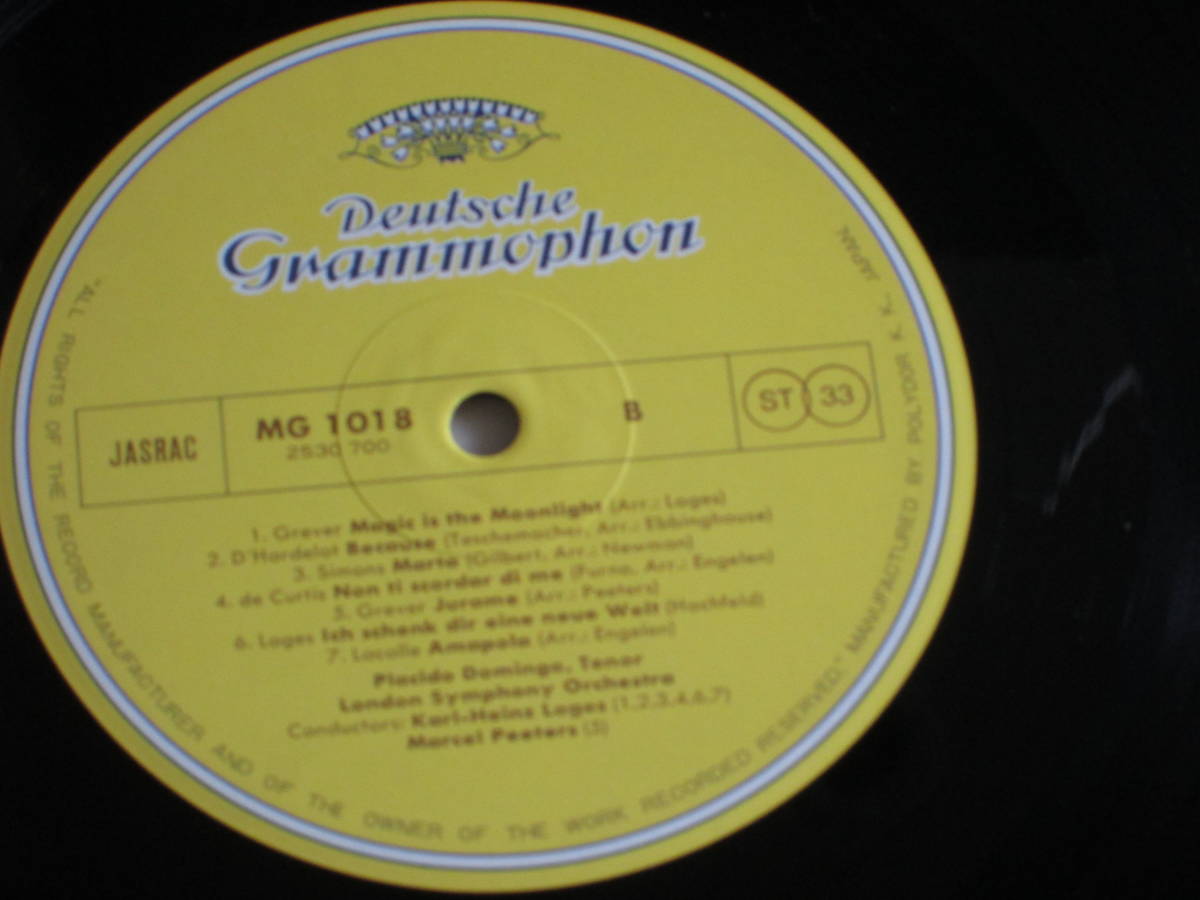 Deutsche
Grammophon
JASRAC
MG 1018
2530 700
B
ST 33
1. Grever Magic is the Moonlight (Arr.: Loges)
2. D'Hardelot Because (Teschemacher, Arr.: Ebbinghouse)
3. Simons Marta (Gilbert, Arr.: Newman)
4. de Curtis Non ti scordar di me (Furno, Arr.: Engelen)
5. Grever Jurame (Arr.: Peeters)
6. Loges Ich schenk dir eine neue Welt (Hachfeld)
7. Lacalle Amapola (Arr.: Engelen)
Placido Domingo, Tenor
London Symphony Orchestra
Conductors: Karl-Heinz Loges (1,2,3,4,6,7)
Marcel Peeters (5)
"ALL RIGHTS OF THE RECORD MANUFACTURER AND OF THE OWNER OF THE WORK RECORDED RESERVED." MANUFACTURED BY POLYDOR K. K., JAPAN